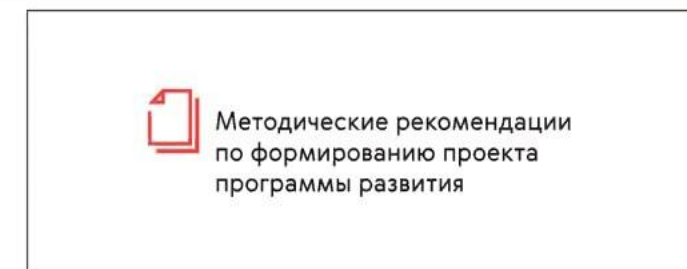 Методические рекомендации
по формированию проекта
программы развития